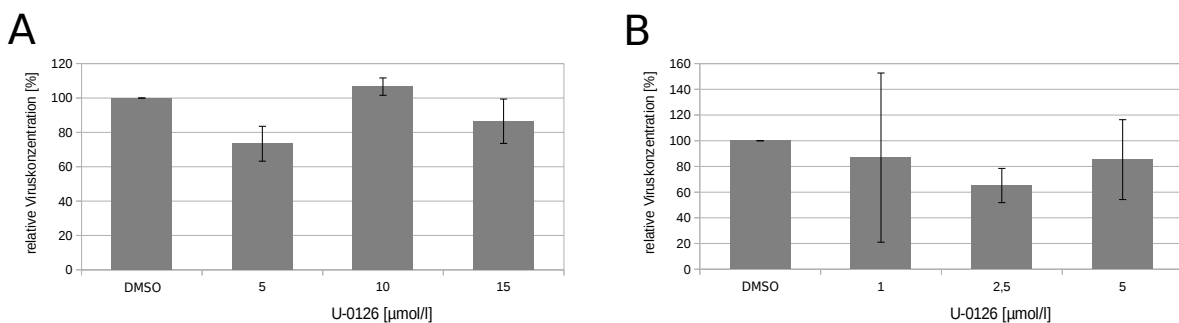 A
relative Viruskonzentration [%]
120
100
80
60
40
20
0
DMSO 5 10 15
U-0126 [µmol/l]
B
relative Viruskonzentration [%]
160
140
120
100
80
60
40
20
0
DMSO 1 2,5 5
U-0126 [µmol/l]